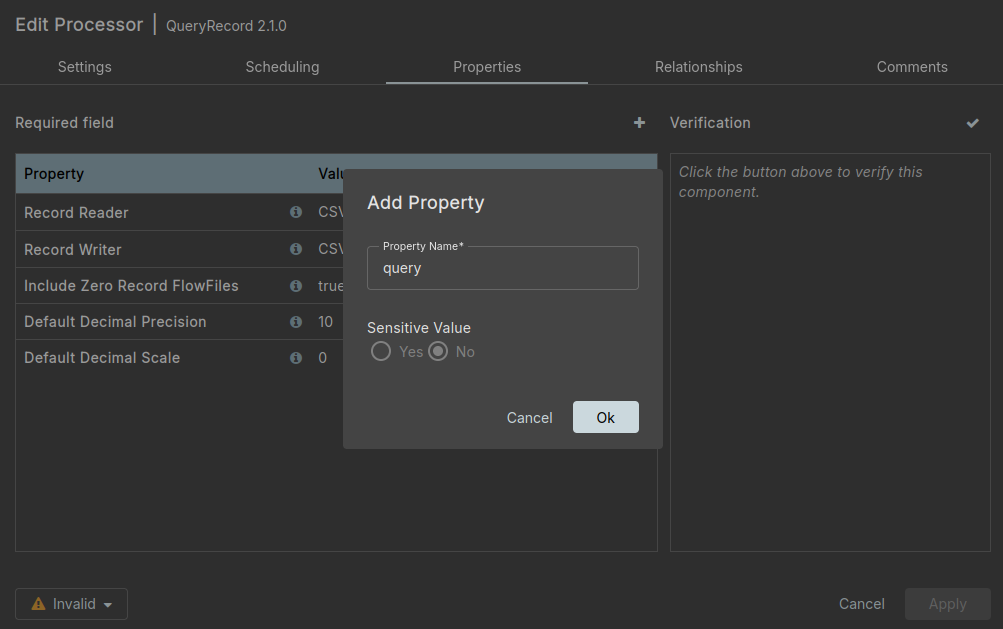 Edit Processor | QueryRecord 2.1.0
Settings Scheduling Properties Relationships Comments
Required field
Verification
Property Valu
Record Reader CSV
Record Writer CSV
Include Zero Record FlowFiles true
Default Decimal Precision 10
Default Decimal Scale 0
Click the button above to verify this
component.
Add Property
Property Name*
query
Sensitive Value
Yes No
Cancel Ok
Invalid
Cancel Apply